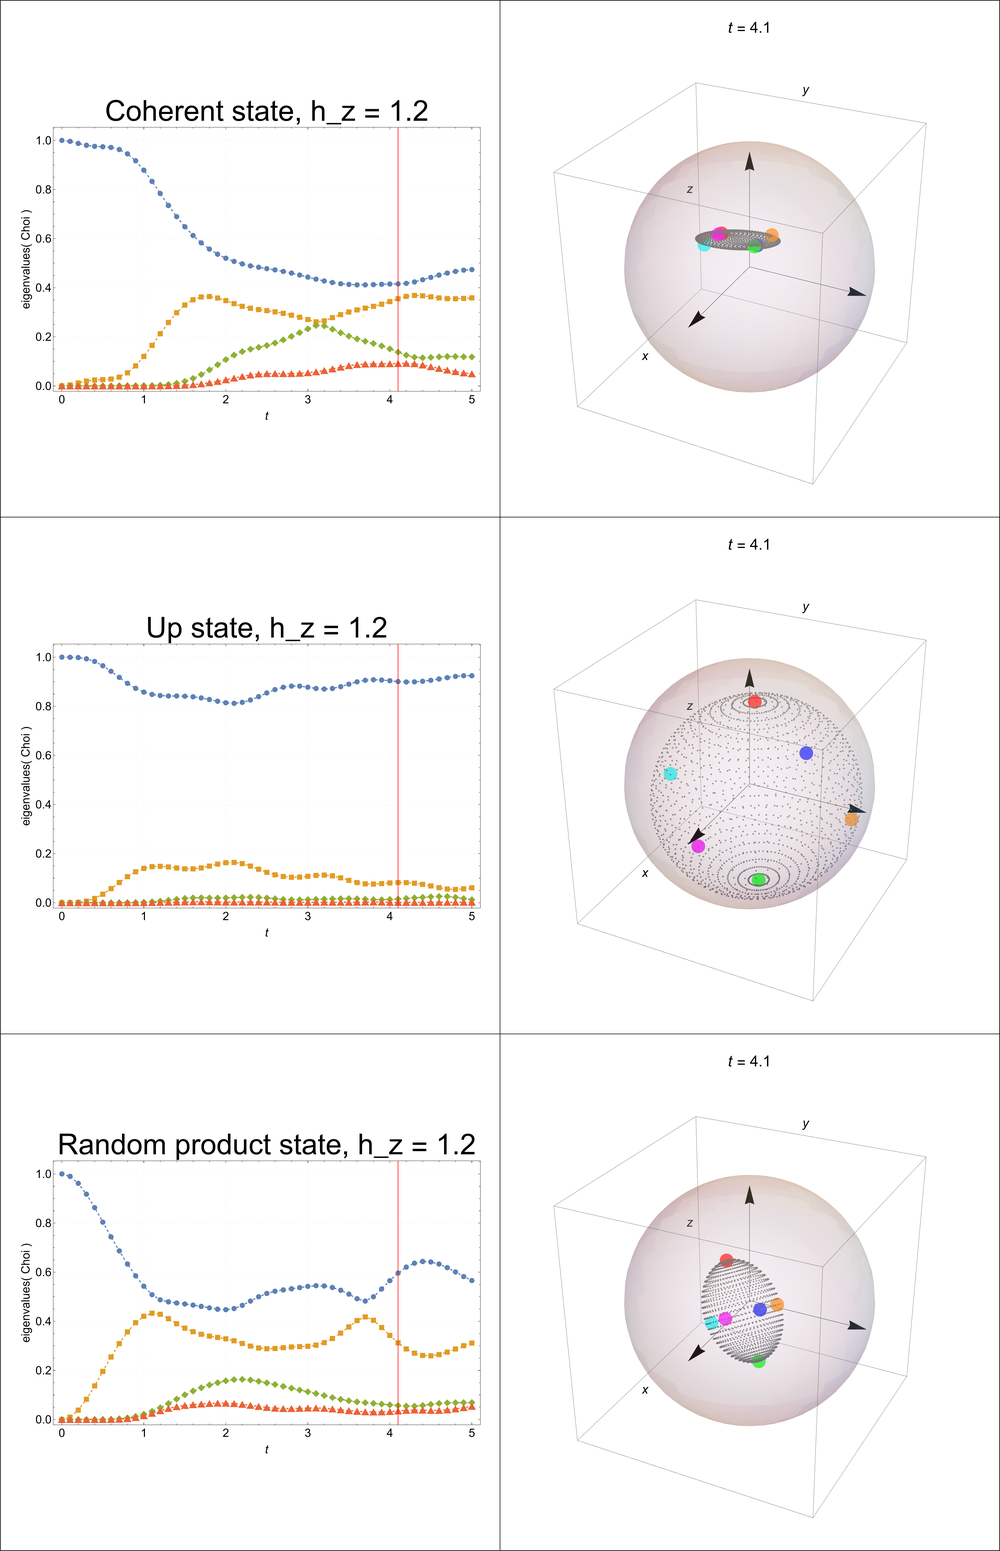 Coherent state, h_z = 1.2
eigenvalues( Choi )
1.0
0.8
0.6
0.4
0.2
0.0
0 1 2 3 4 5
t
t = 4.1
y
z
x
Up state, h_z = 1.2
eigenvalues( Choi )
1.0
0.8
0.6
0.4
0.2
0.0
0 1 2 3 4 5
t
t = 4.1
y
z
x
Random product state, h_z = 1.2
eigenvalues( Choi )
1.0
0.8
0.6
0.4
0.2
0.0
0 1 2 3 4 5
t
t = 4.1
y
z
x